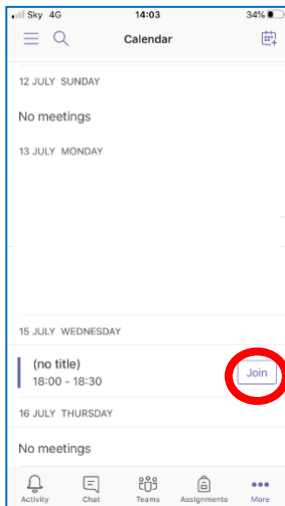 Sky 4G 14:03 34%
Calendar
12 JULY SUNDAY
No meetings
13 JULY MONDAY
15 JULY WEDNESDAY
(no title)
18:00 - 18:30
Join
16 JULY THURSDAY
No meetings
Activity Chat Teams Assignments More